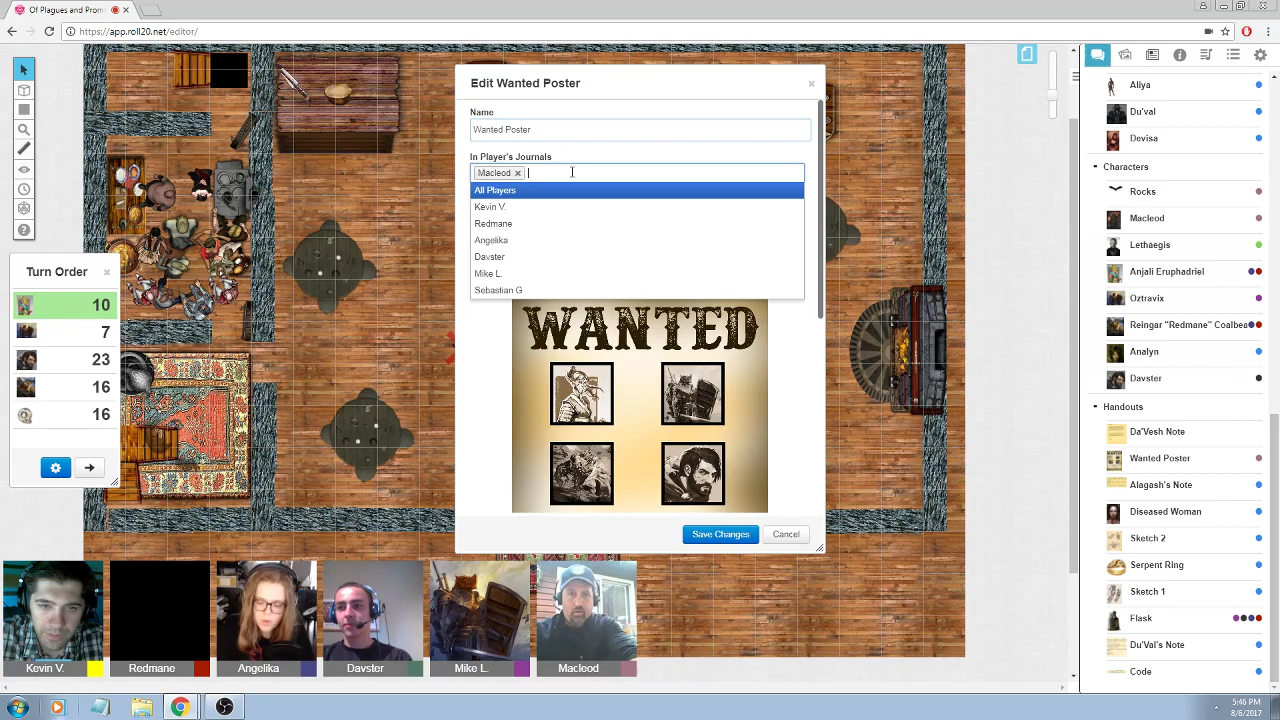 Of Plagues and Prom
https://app.roll20.net/editor/
Edit Wanted Poster
Name
Wanted Poster
In Player's Journals
Macleod
All Players
Kevin V.
Redmane
Angelika
Davster
Mike L.
Sebastian G
WANTED
Save Changes
Cancel
Turn Order
10
7
23
16
16
Kevin V.
Redmane
Angelika
Davster
Mike L.
Macleod
Allya
Du'val
Devisa
Characters
Rocks
Macleod
Lethaegis
Anjali Eruphadriel
Oztravix
Reingar "Redmane" Coalbea
Analyn
Davster
Handouts
Da'Vesh Note
Wanted Poster
Alagash's Note
Diseased Woman
Sketch 2
Serpent Ring
Sketch 1
Flask
Du'Val's Note
Code
5:46 PM
8/6/2017